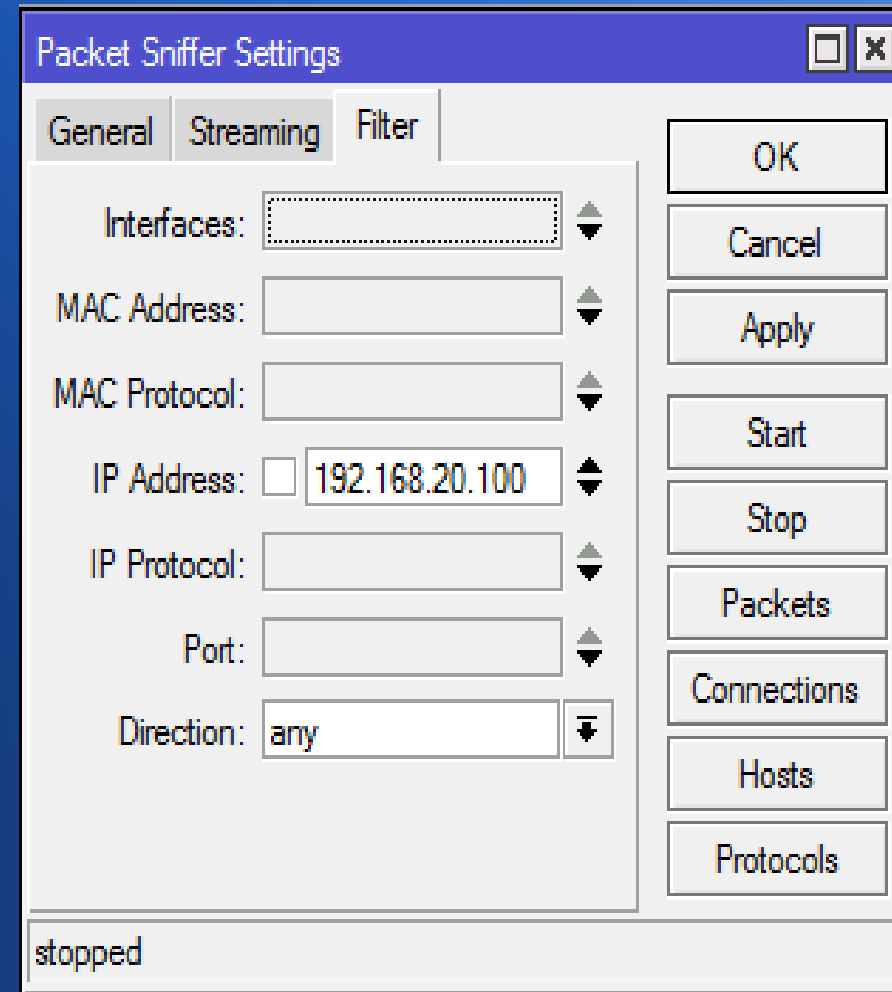 Packet Sniffer Settings
General Streaming Filter
Interfaces:
MAC Address:
MAC Protocol:
IP Address: 192.168.20.100
IP Protocol:
Port:
Direction: any
OK
Cancel
Apply
Start
Stop
Packets
Connections
Hosts
Protocols
stopped